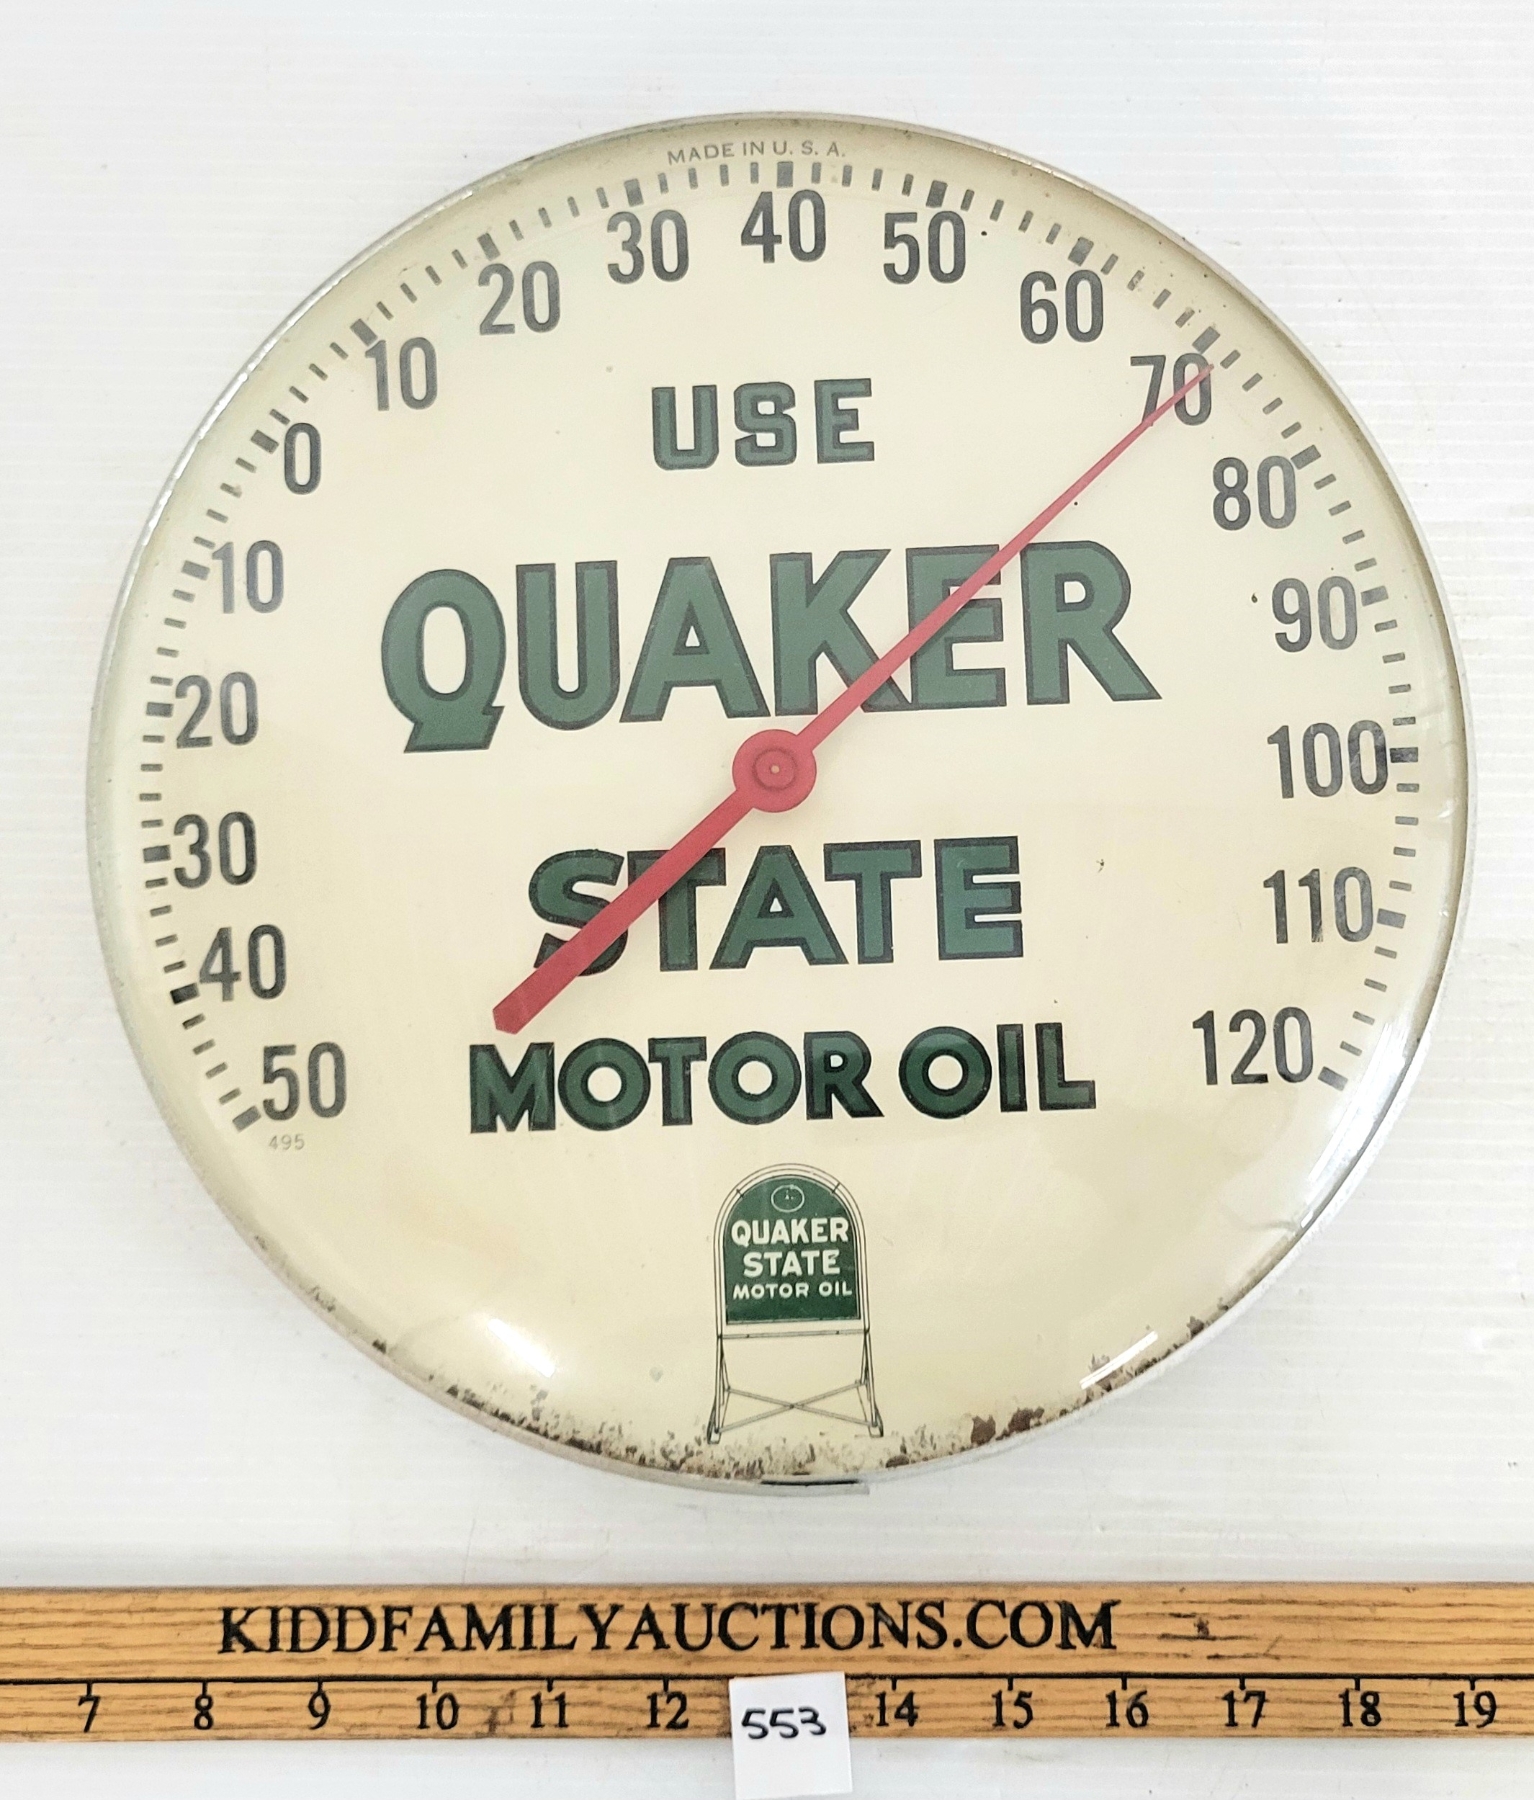 MADE IN U. S. A.
30 40 50
20 60
10 70
0 80
10 90
20 100
30 110
40 120
50
495
USE
QUAKER
STATE
MOTOR OIL
QUAKER
STATE
MOTOR OIL
KIDDFAMILYAUCTIONS.COM
7 8 9 10 11 12 14 15 16 17 18 19
553